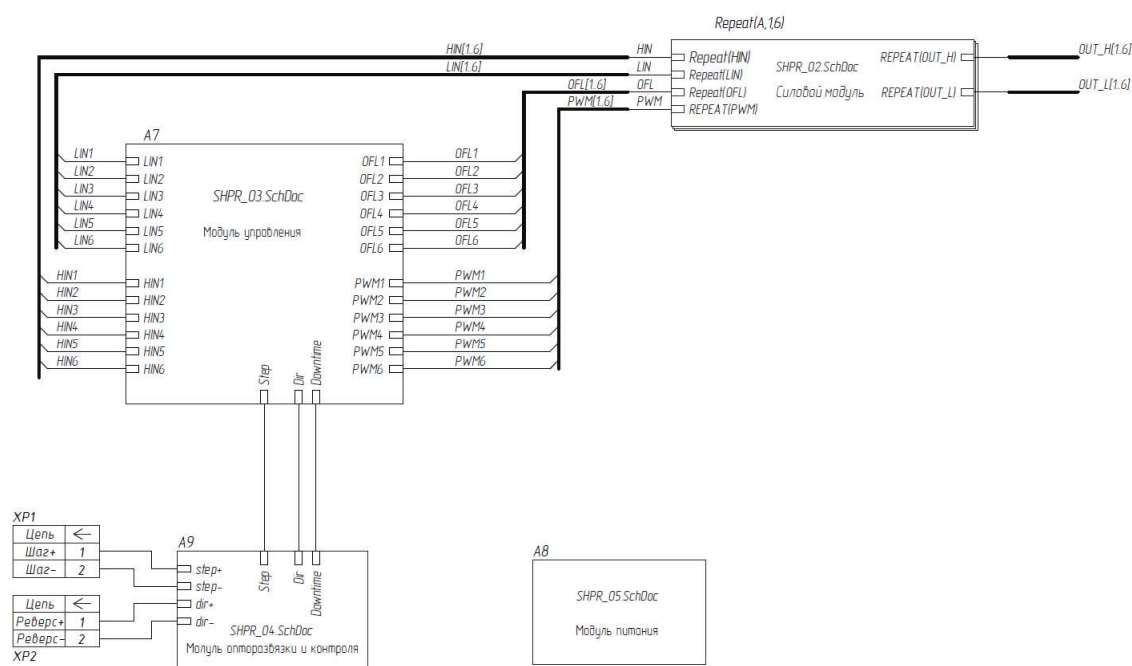 Repeat(A,1,6)
HIN[1..6]
HIN
Repeat(HIN)
REPEAT(OUT_H)
OUT_H[1..6]
LIN[1..6]
LIN
Repeat(LIN)
SHPR_02.SchDoc
OFL[1..6]
OFL
Repeat(OFL)
Силовой модуль
REPEAT(OUT_L)
OUT_L[1..6]
PWM[1..6]
PWM
REPEAT(PWM)
A7
LIN1
LIN1
OFL1
OFL1
LIN2
LIN2
OFL2
OFL2
LIN3
LIN3
SHPR_03.SchDoc
OFL3
OFL3
LIN4
LIN4
OFL4
OFL4
LIN5
LIN5
Модуль управления
OFL5
OFL5
LIN6
LIN6
OFL6
OFL6
HIN1
HIN1
PWM1
PWM1
HIN2
HIN2
PWM2
PWM2
HIN3
HIN3
PWM3
PWM3
HIN4
HIN4
PWM4
PWM4
HIN5
HIN5
PWM5
PWM5
HIN6
HIN6
PWM6
PWM6
Step
Dir
Downtime
XP1
Цепь
Шаг+ 1
Шаг- 2
Цепь
Реверс+ 1
Реверс- 2
XP2
A9
step+
step-
dir+
dir-
Step
Dir
Downtime
SHPR_04.SchDoc
Молуль опторазвязки и контроля
A8
SHPR_05.SchDoc
Модуль питания